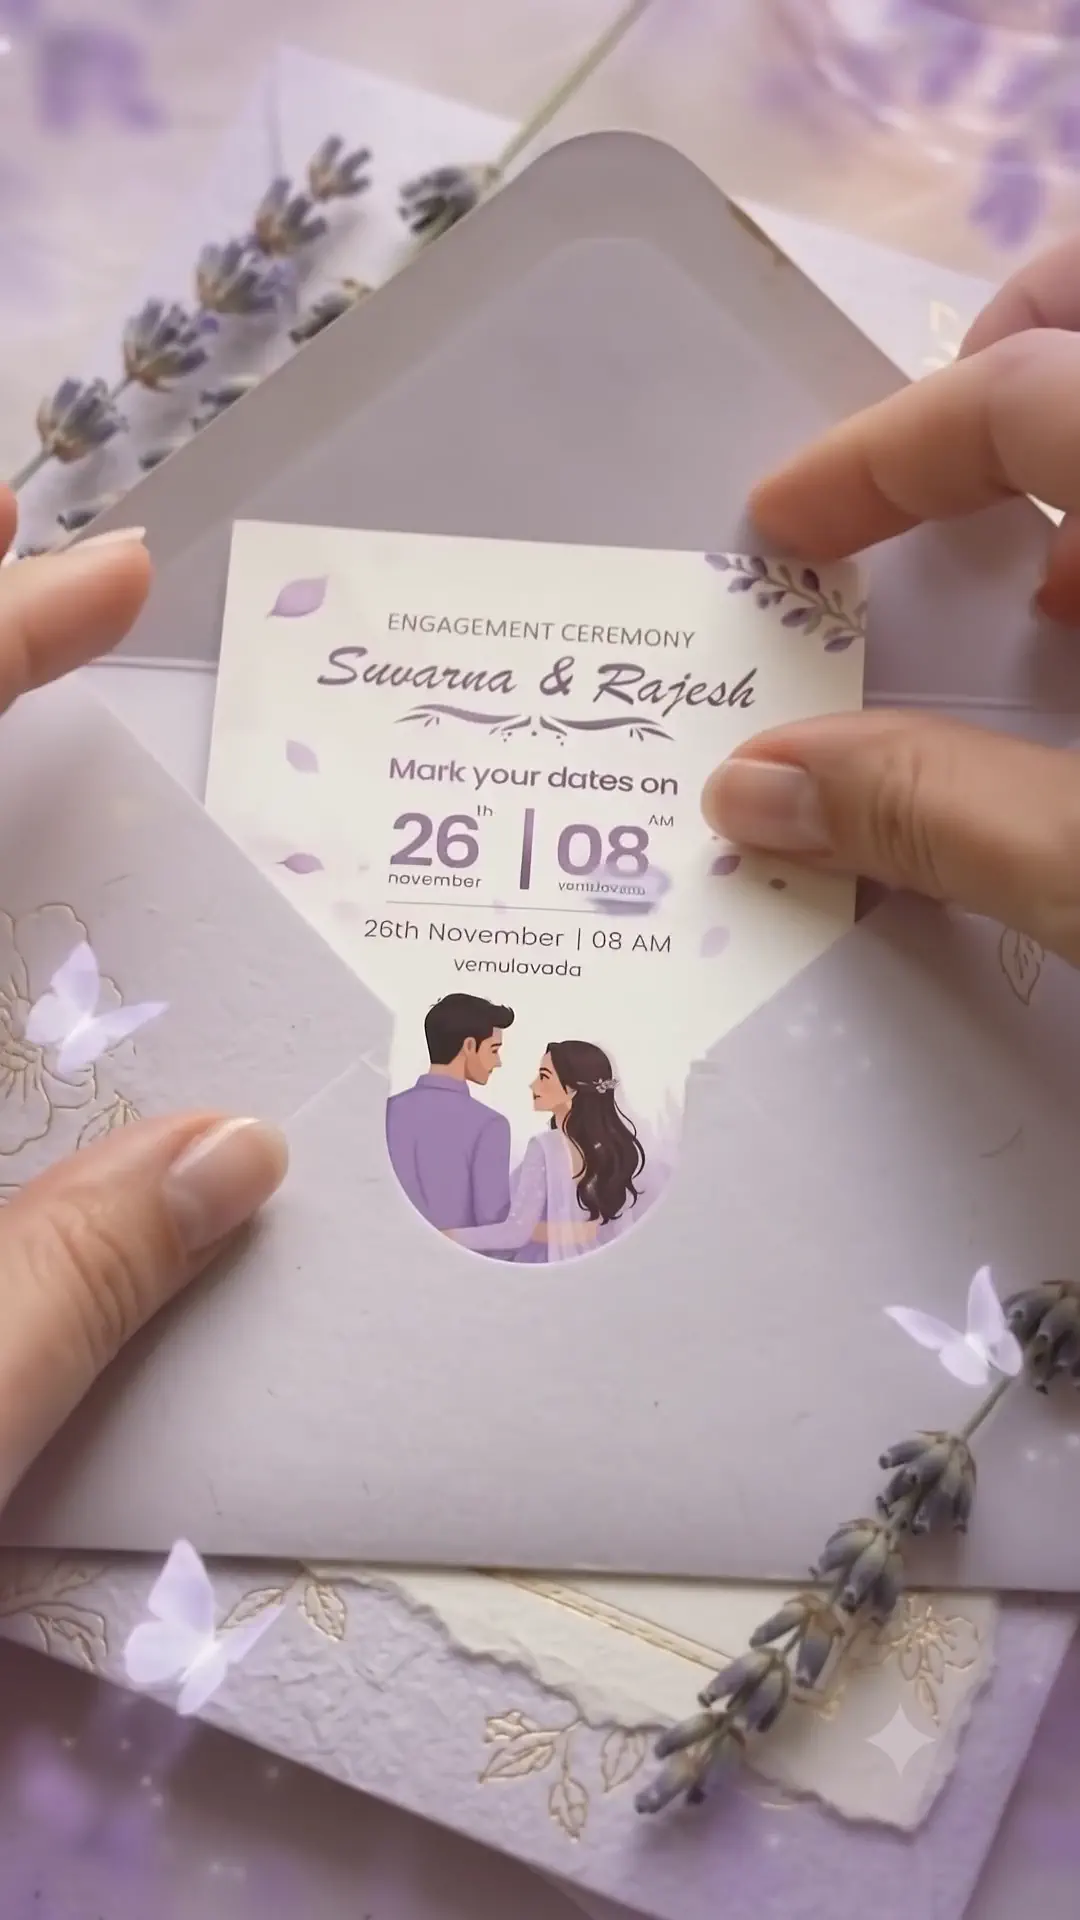 ENGAGEMENT CEREMONY
Suvarna & Rajesh
Mark your dates on
26th | 08 AM
november
26th November | 08 AM
vemulavada